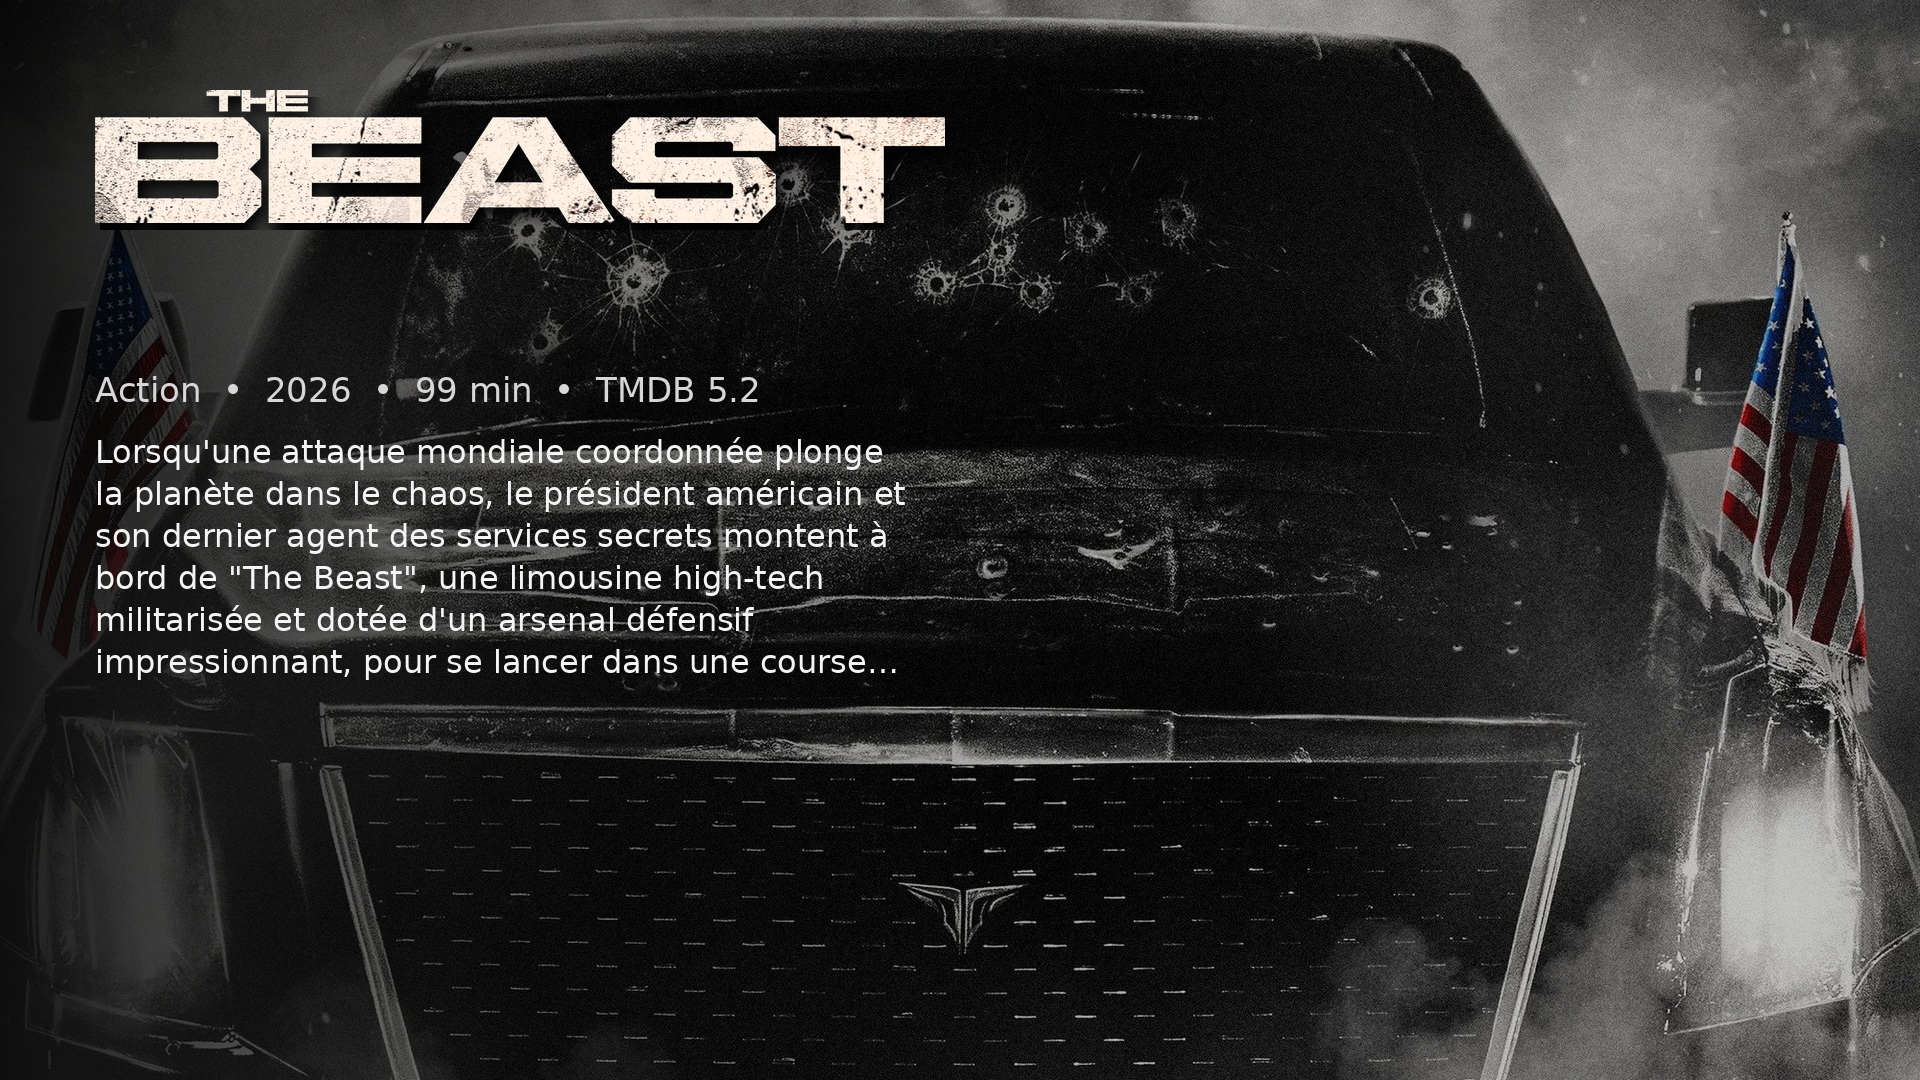 THE
BEAST
Action • 2026 • 99 min • TMDB 5.2
Lorsqu'une attaque mondiale coordonnée plonge
la planète dans le chaos, le président américain et
son dernier agent des services secrets montent à
bord de "The Beast", une limousine high-tech
militarisée et dotée d'un arsenal défensif
impressionnant, pour se lancer dans une course...